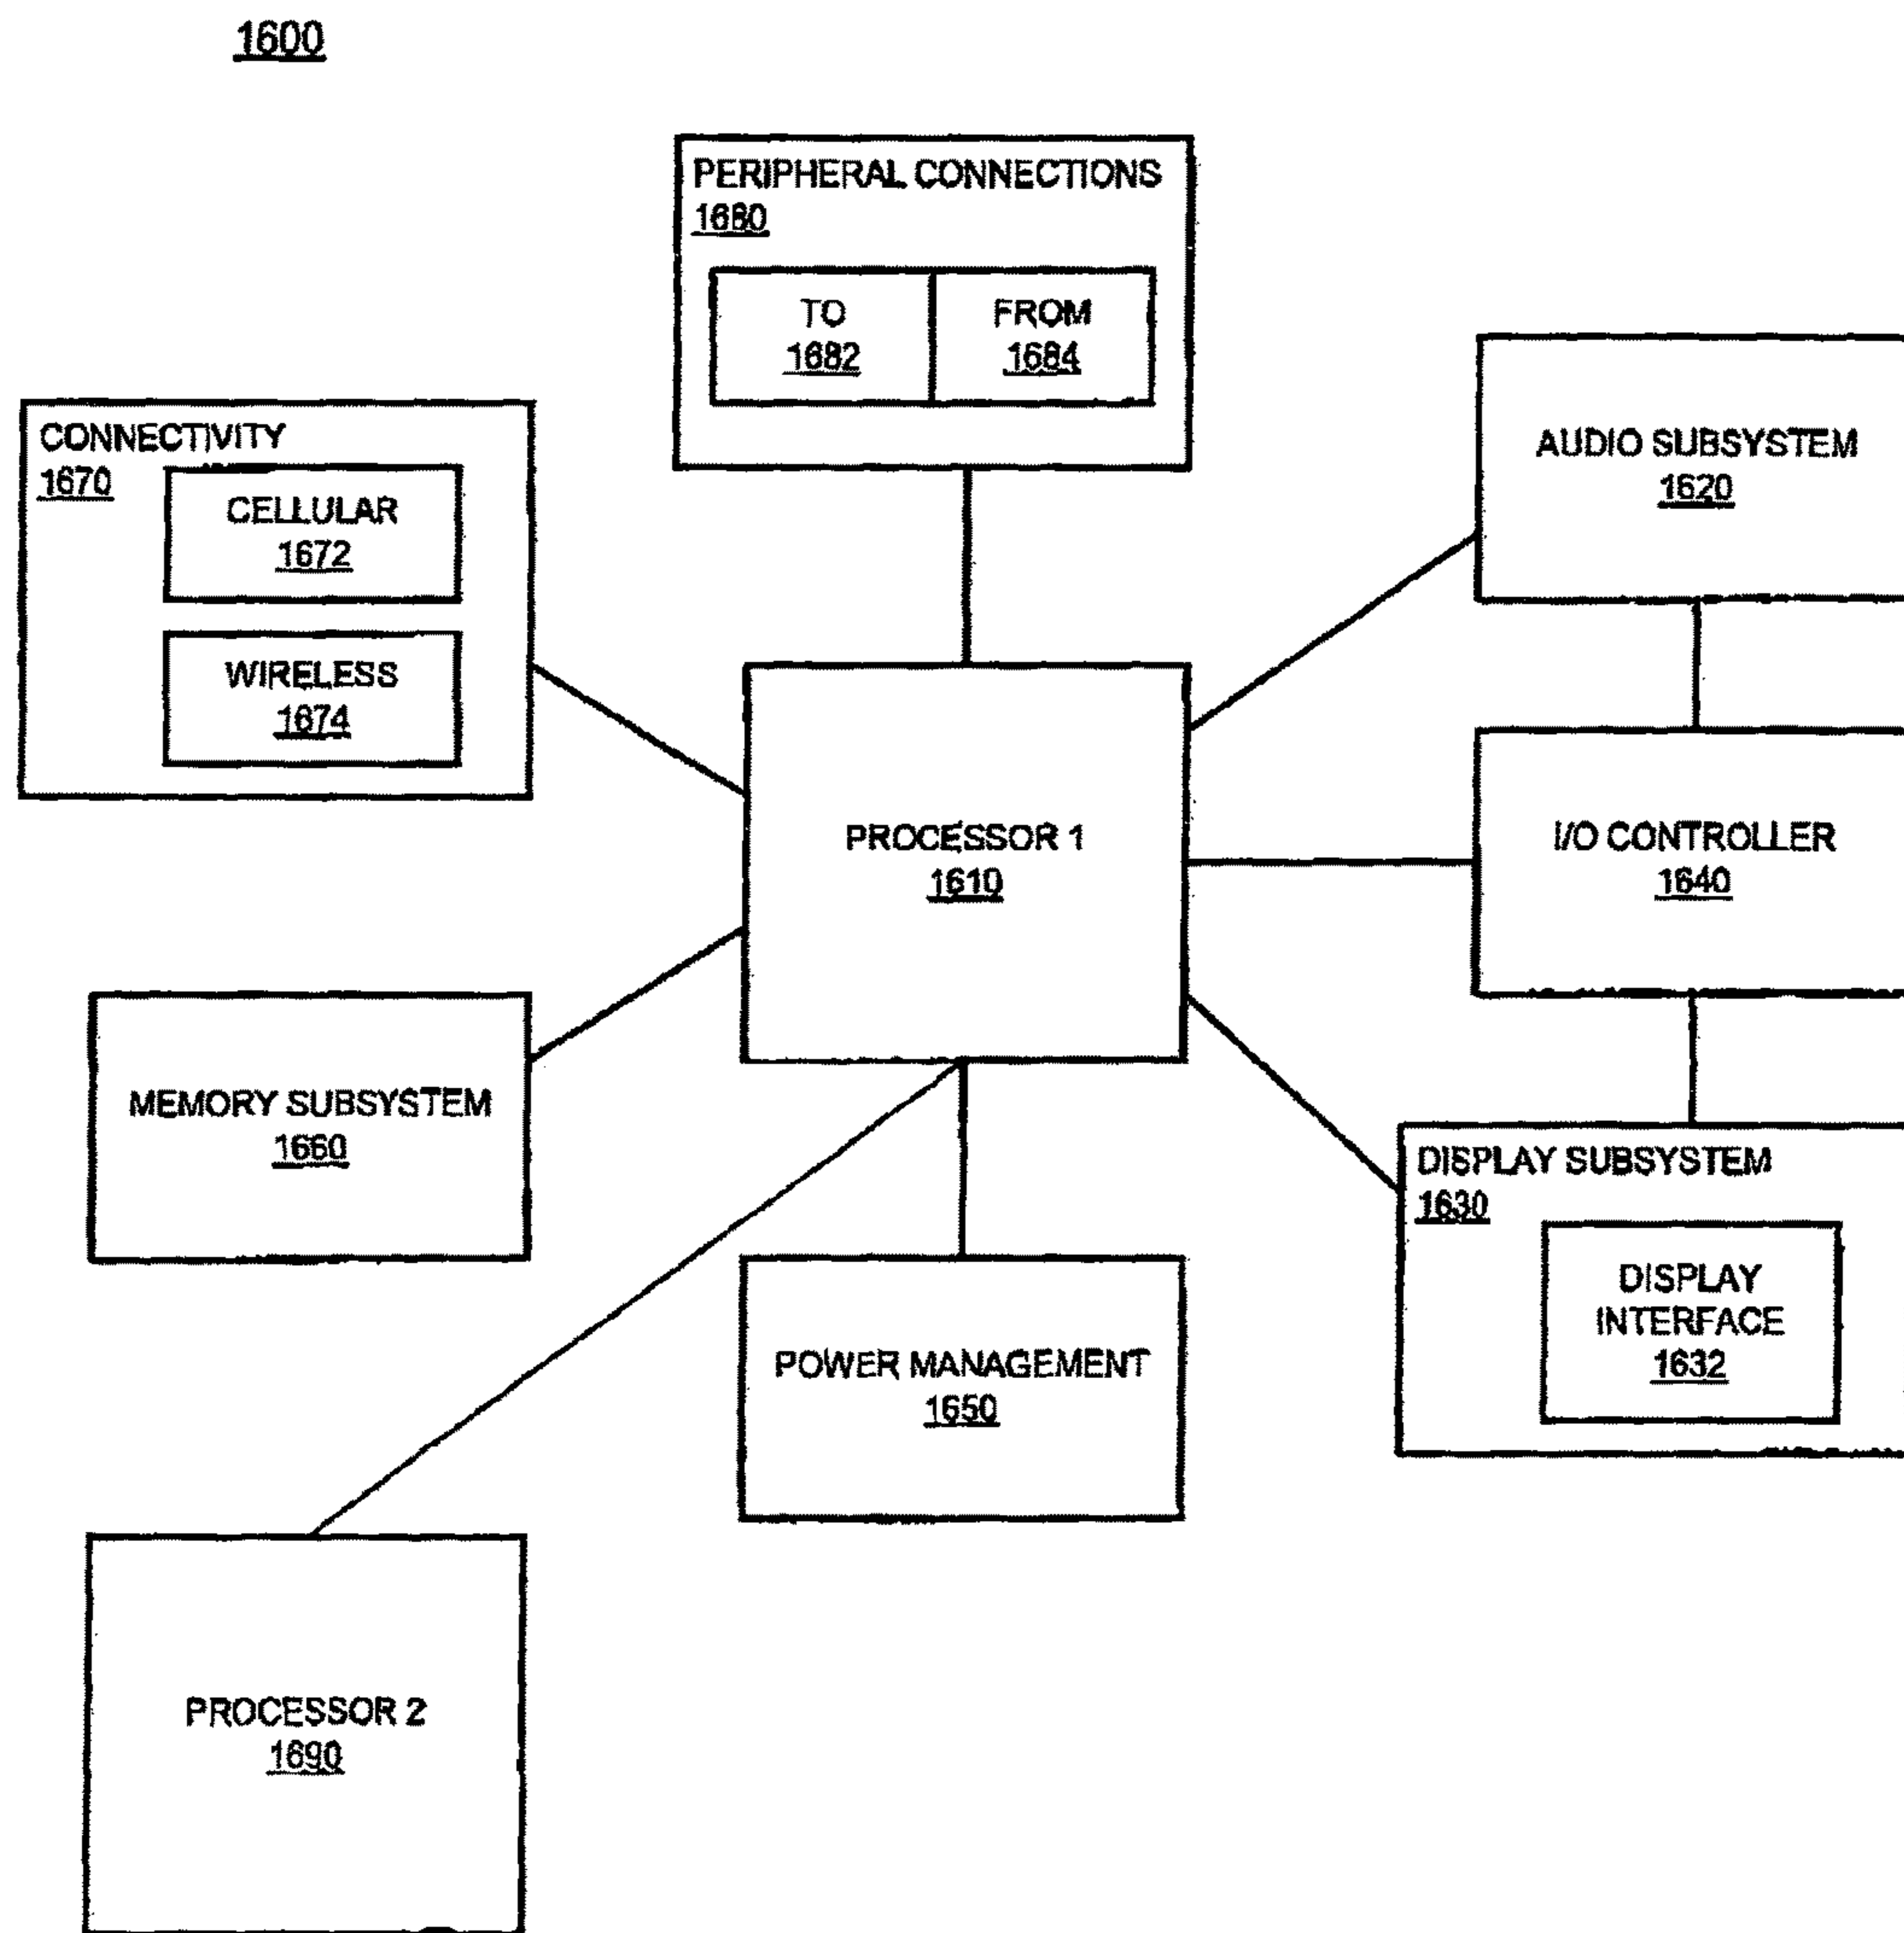 1600
PERIPHERAL CONNECTIONS
1680
TO
1682
FROM
1684
CONNECTIVITY
1670
CELLULAR
1672
WIRELESS
1674
AUDIO SUBSYSTEM
1620
PROCESSOR 1
1610
I/O CONTROLLER
1640
MEMORY SUBSYSTEM
1660
DISPLAY SUBSYSTEM
1630
DISPLAY
INTERFACE
1632
POWER MANAGEMENT
1650
PROCESSOR 2
1690